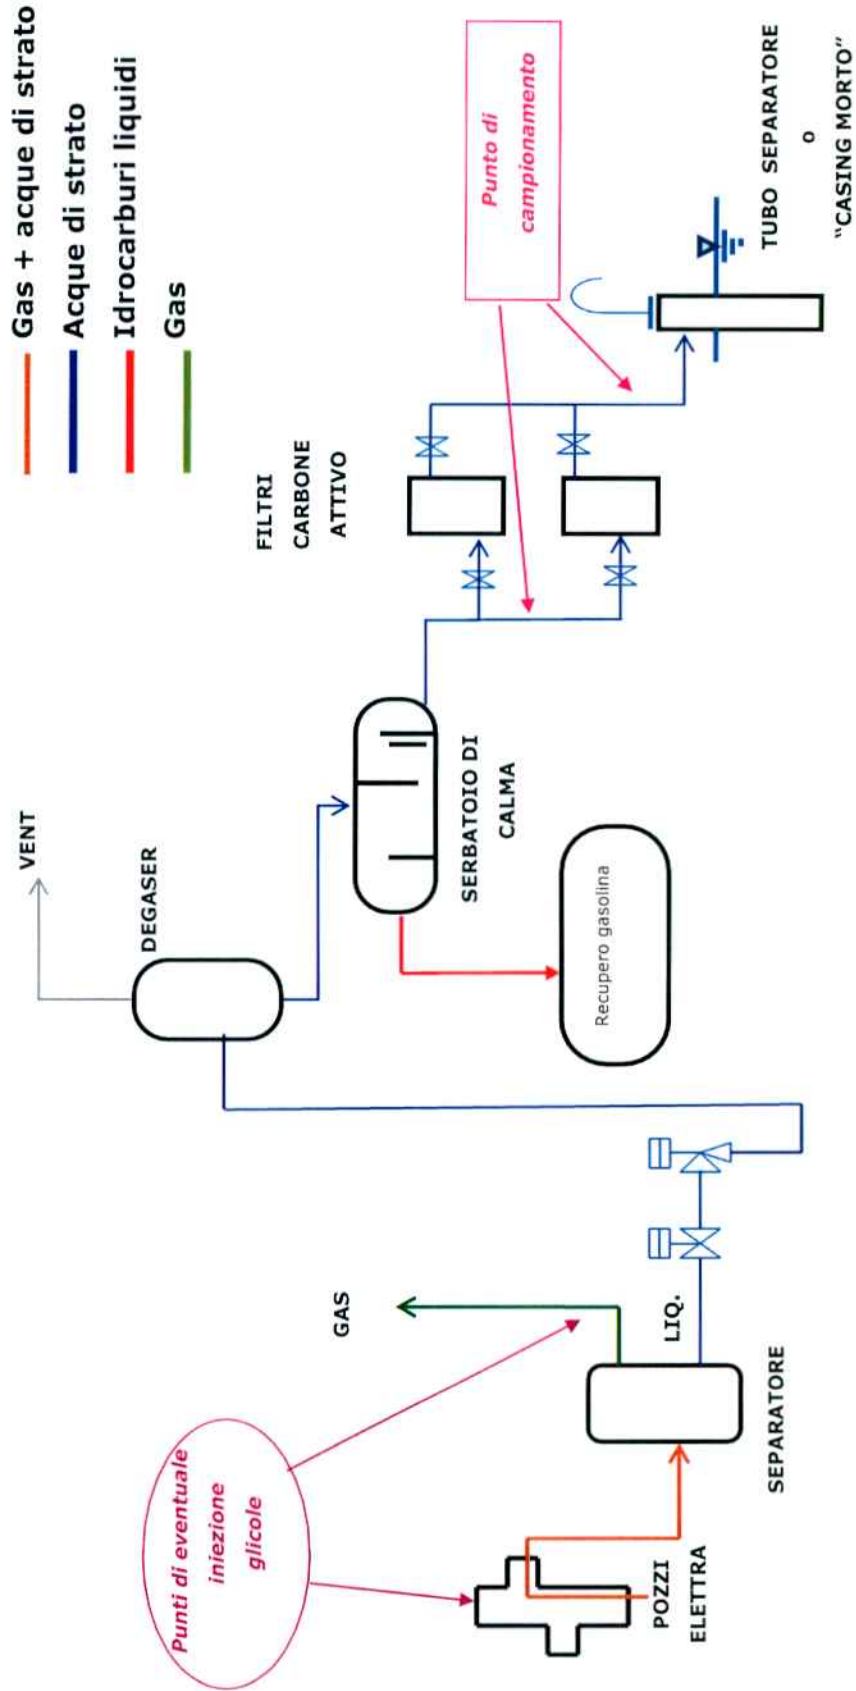 Gas + acque di strato
Acque di strato
Idrocarburi liquidi
Gas
VENT
DEGASER
FILTRI
CARBONE
ATTIVO
Punto di
campionamento
TUBO SEPARATORE
o
“CASING MORTO”
SERBATOIO DI
CALMA
Recupero gasolina
GAS
LIQ.
SEPARATORE
Punti di eventuale
iniezione
glicole
POZZI
ELETTRA